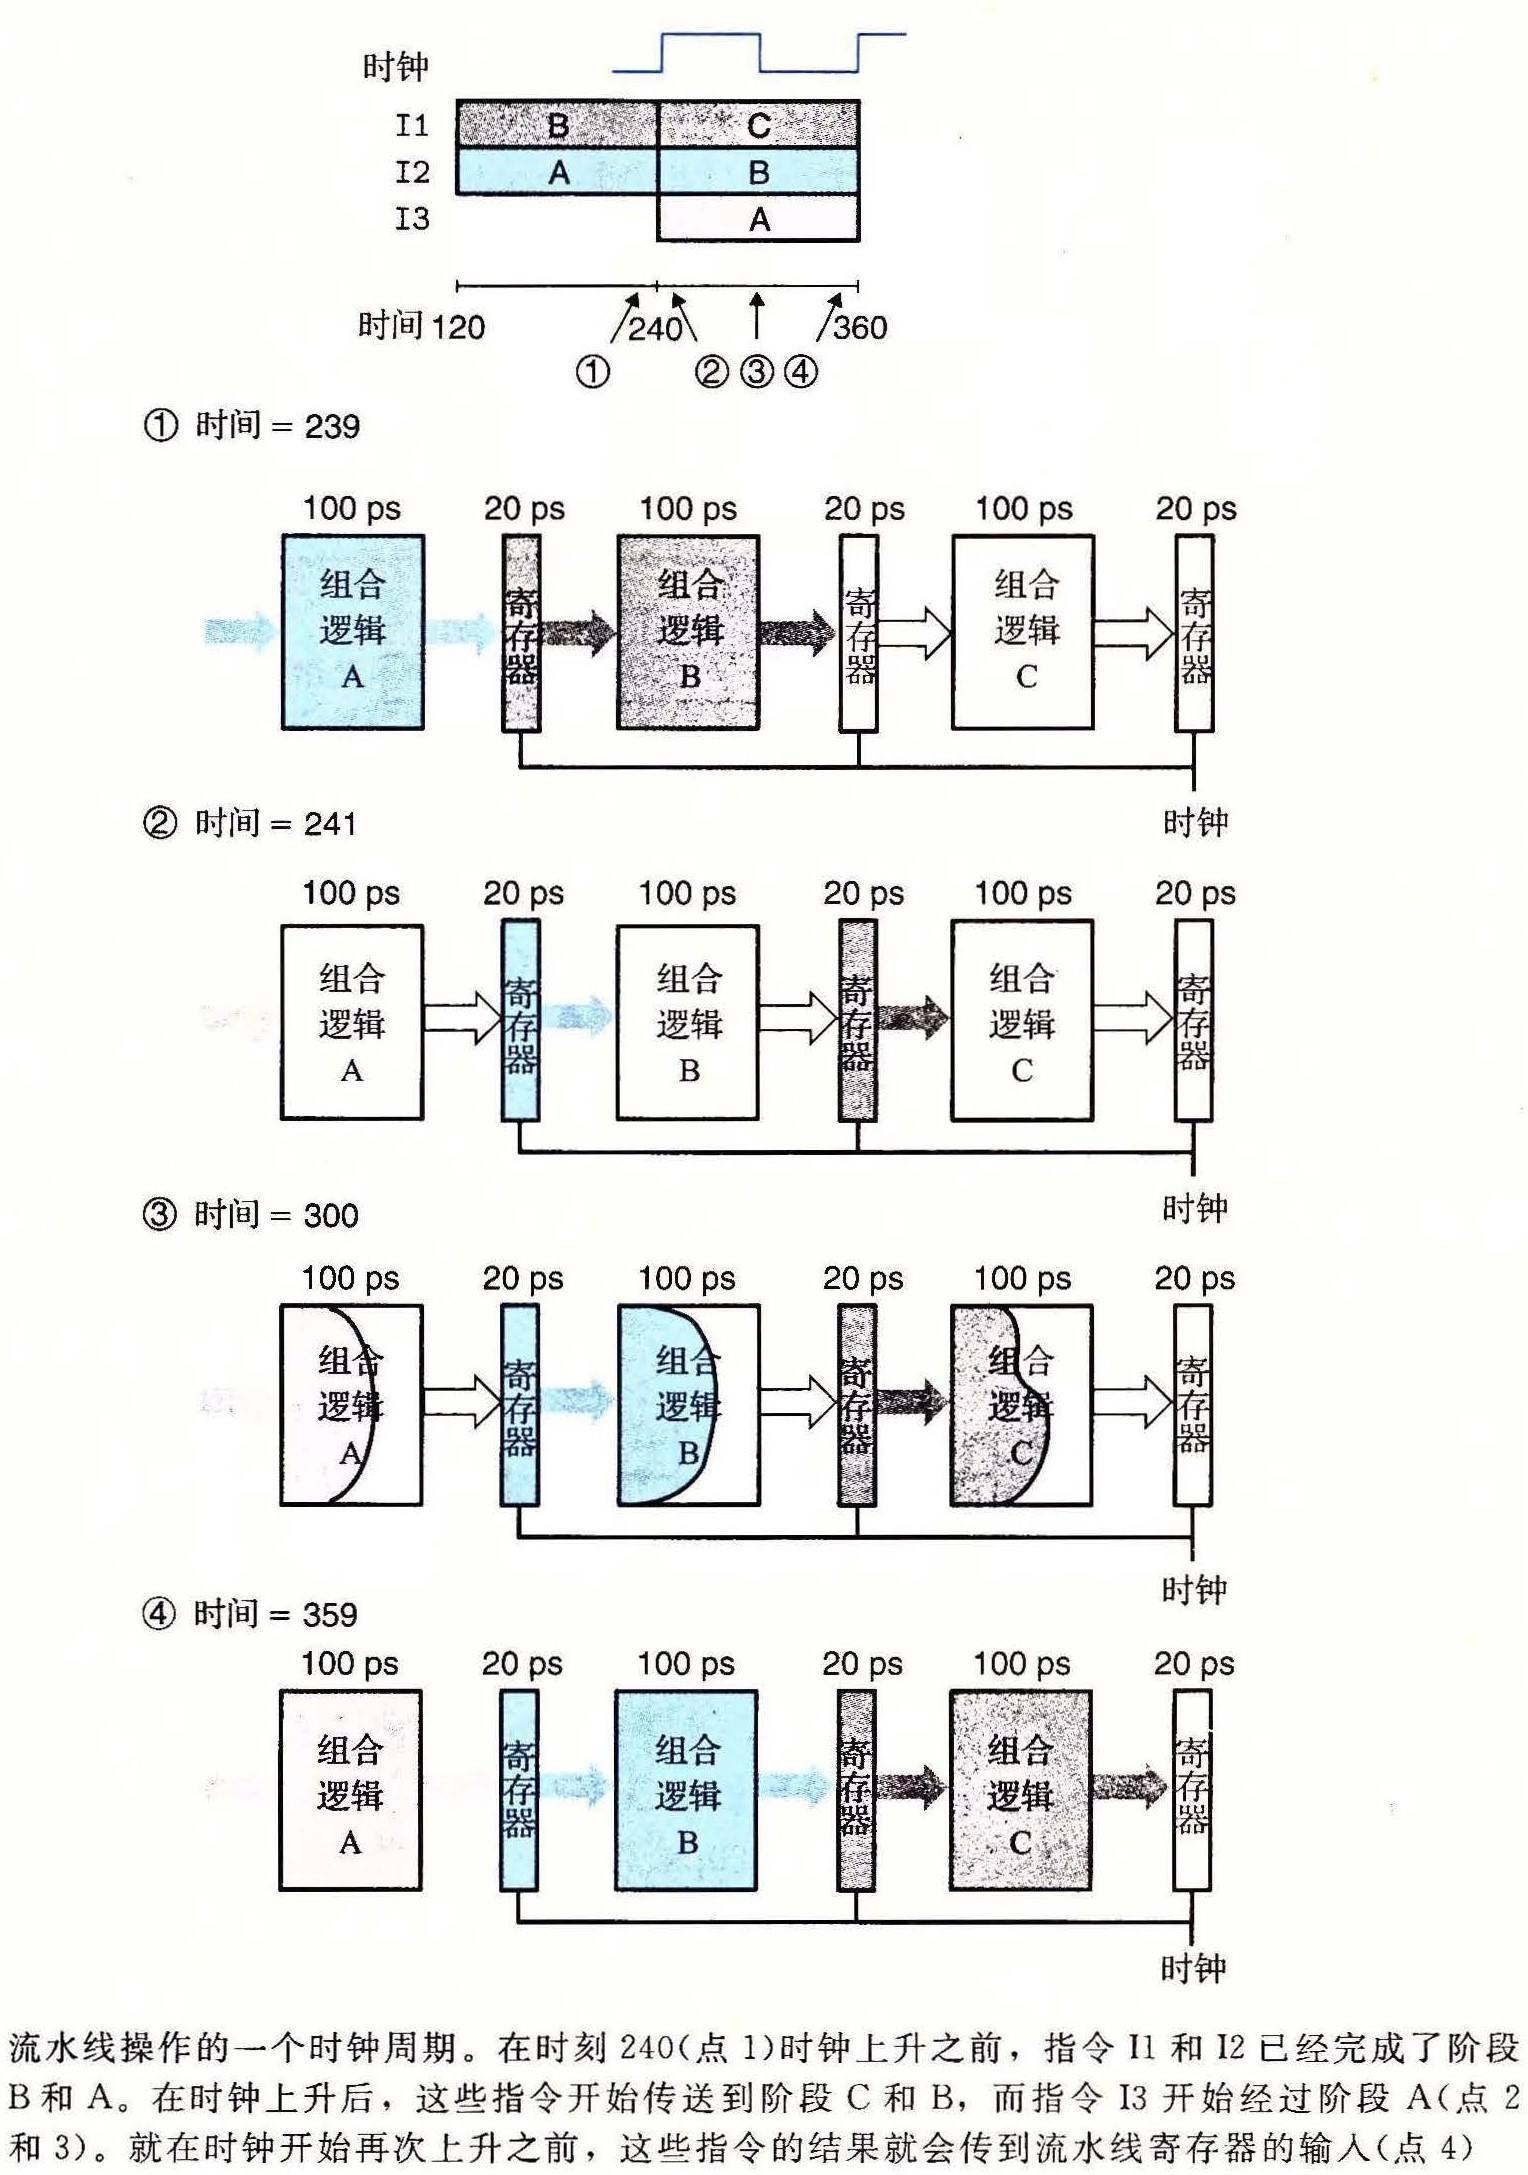 时钟
I1 B C
I2 A B
I3 A
时间 120 240 360
① ② ③ ④
① 时间 = 239
100 ps 20 ps 100 ps 20 ps 100 ps 20 ps
组合 寄 组合 寄 组合 寄
逻辑 存 逻辑 存 逻辑 存
A 器 B 器 C 器
时钟
② 时间 = 241
100 ps 20 ps 100 ps 20 ps 100 ps 20 ps
组合 寄 组合 寄 组合 寄
逻辑 存 逻辑 存 逻辑 存
A 器 B 器 C 器
时钟
③ 时间 = 300
100 ps 20 ps 100 ps 20 ps 100 ps 20 ps
组合 寄 组合 寄 组合 寄
逻辑 存 逻辑 存 逻辑 存
A 器 B 器 C 器
时钟
④ 时间 = 359
100 ps 20 ps 100 ps 20 ps 100 ps 20 ps
组合 寄 组合 寄 组合 寄
逻辑 存 逻辑 存 逻辑 存
A 器 B 器 C 器
时钟
流水线操作的一个时钟周期。在时刻 240(点 1)时钟上升之前，指令 I1 和 I2 已经完成了阶段
B 和 A。在时钟上升后，这些指令开始传送到阶段 C 和 B，而指令 I3 开始经过阶段 A(点 2
和 3)。就在时钟开始再次上升之前，这些指令的结果就会传到流水线寄存器的输入(点 4)